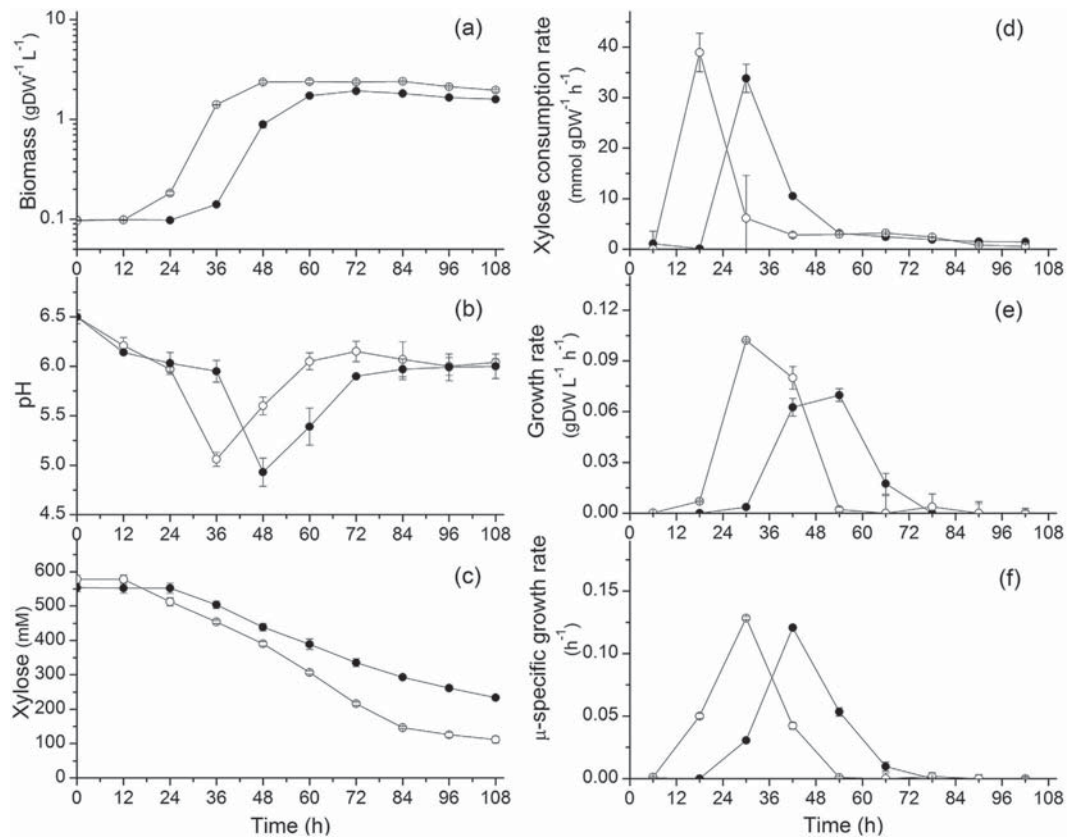 (a)
Biomass (gDW⁻¹ L⁻¹)
10
1
0.1
0 12 24 36 48 60 72 84 96 108
(b)
pH
6.5
6.0
5.5
5.0
4.5
0 12 24 36 48 60 72 84 96 108
(c)
Xylose (mM)
600
500
400
300
200
100
0
0 12 24 36 48 60 72 84 96 108
Time (h)
(d)
Xylose consumption rate
(mmol gDW⁻¹ h⁻¹)
40
30
20
10
0
0 12 24 36 48 60 72 84 96 108
(e)
Growth rate
(gDW L⁻¹ h⁻¹)
0.12
0.09
0.06
0.03
0.00
0 12 24 36 48 60 72 84 96 108
(f)
μ-specific growth rate
(h⁻¹)
0.15
0.10
0.05
0.00
0 12 24 36 48 60 72 84 96 108
Time (h)